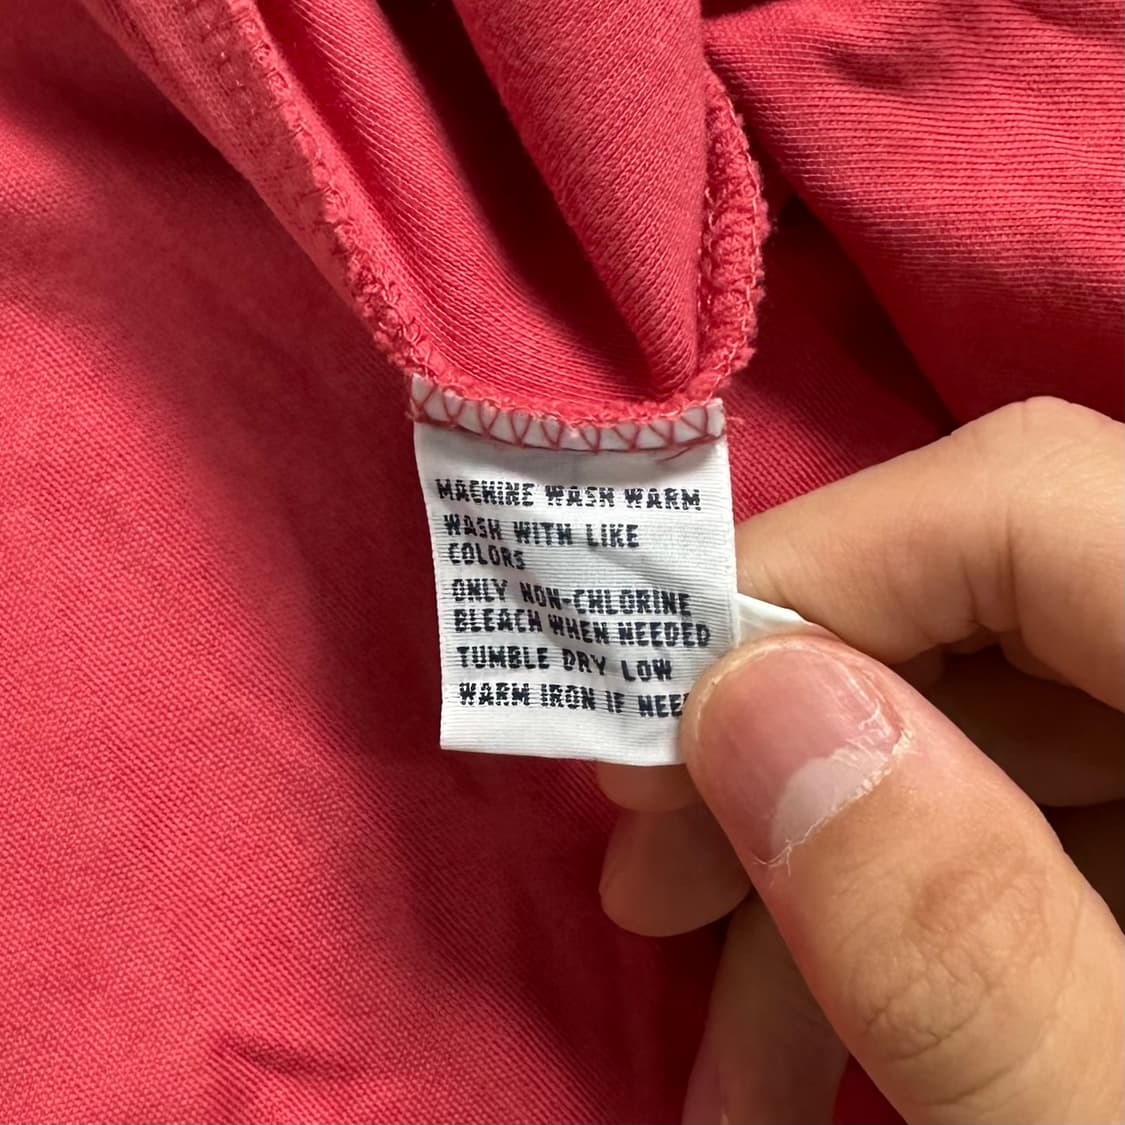 MACHINE WASH WARM
WASH WITH LIKE
COLORS
ONLY NON-CHLORINE
BLEACH WHEN NEEDED
TUMBLE DRY LOW
WARM IRON IF